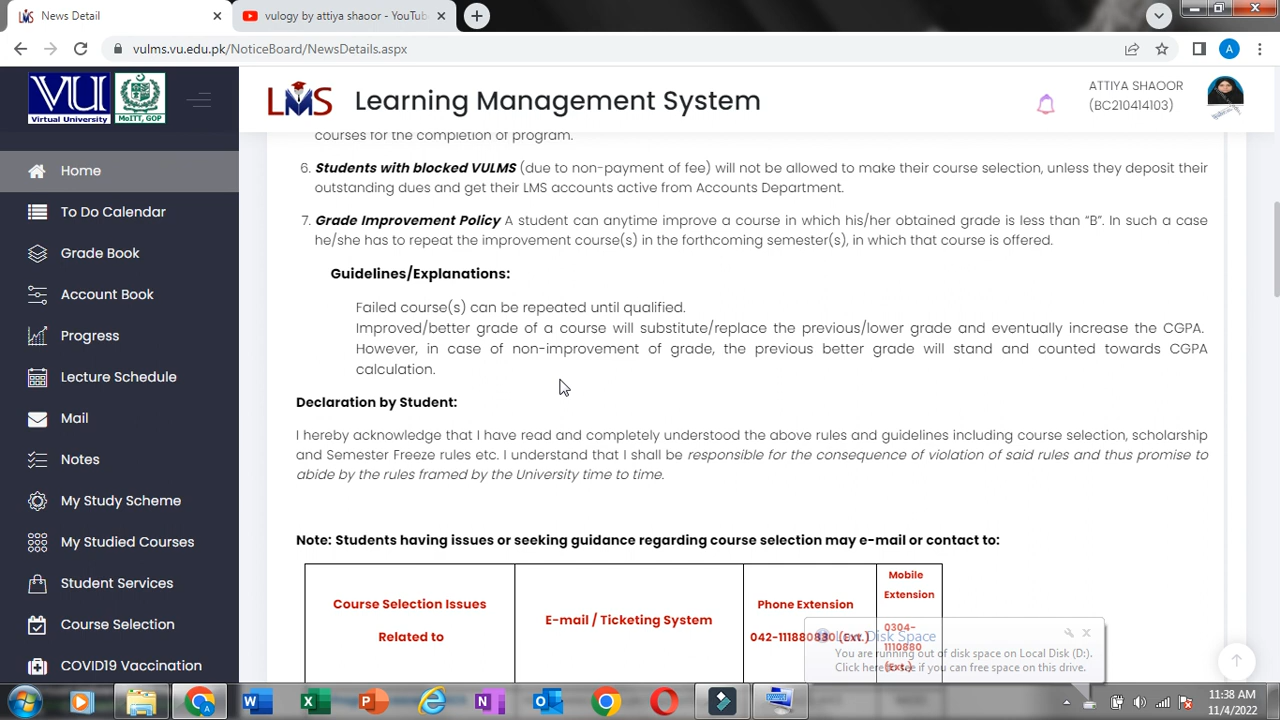 News Detail
vulogy by attiya shaoor - YouTube
vulms.vu.edu.pk/NoticeBoard/NewsDetails.aspx
A
VU
Virtual University
MoITT, GOP
LMS
Learning Management System
ATTIYA SHAOOR
(BC210414103)
Home
To Do Calendar
Grade Book
Account Book
Progress
Lecture Schedule
Mail
Notes
My Study Scheme
My Studied Courses
Student Services
Course Selection
COVID19 Vaccination
courses for the completion of program.
6. Students with blocked VULMS (due to non-payment of fee) will not be allowed to make their course selection, unless they deposit their
outstanding dues and get their LMS accounts active from Accounts Department.
7. Grade Improvement Policy A student can anytime improve a course in which his/her obtained grade is less than “B”. In such a case
he/she has to repeat the improvement course(s) in the forthcoming semester(s), in which that course is offered.
Guidelines/Explanations:
Failed course(s) can be repeated until qualified.
Improved/better grade of a course will substitute/replace the previous/lower grade and eventually increase the CGPA.
However, in case of non-improvement of grade, the previous better grade will stand and counted towards CGPA
calculation.
Declaration by Student:
I hereby acknowledge that I have read and completely understood the above rules and guidelines including course selection, scholarship
and Semester Freeze rules etc. I understand that I shall be responsible for the consequence of violation of said rules and thus promise to
abide by the rules framed by the University time to time.
Note: Students having issues or seeking guidance regarding course selection may e-mail or contact to:
Course Selection Issues
Related to
E-mail / Ticketing System
Phone Extension
042-111880830 (Ext.)
Mobile
Extension
0304-
1110880
(Ext.)
Disk Space
You are running out of disk space on Local Disk (D:).
Click here to see if you can free space on this drive.
11:38 AM
11/4/2022